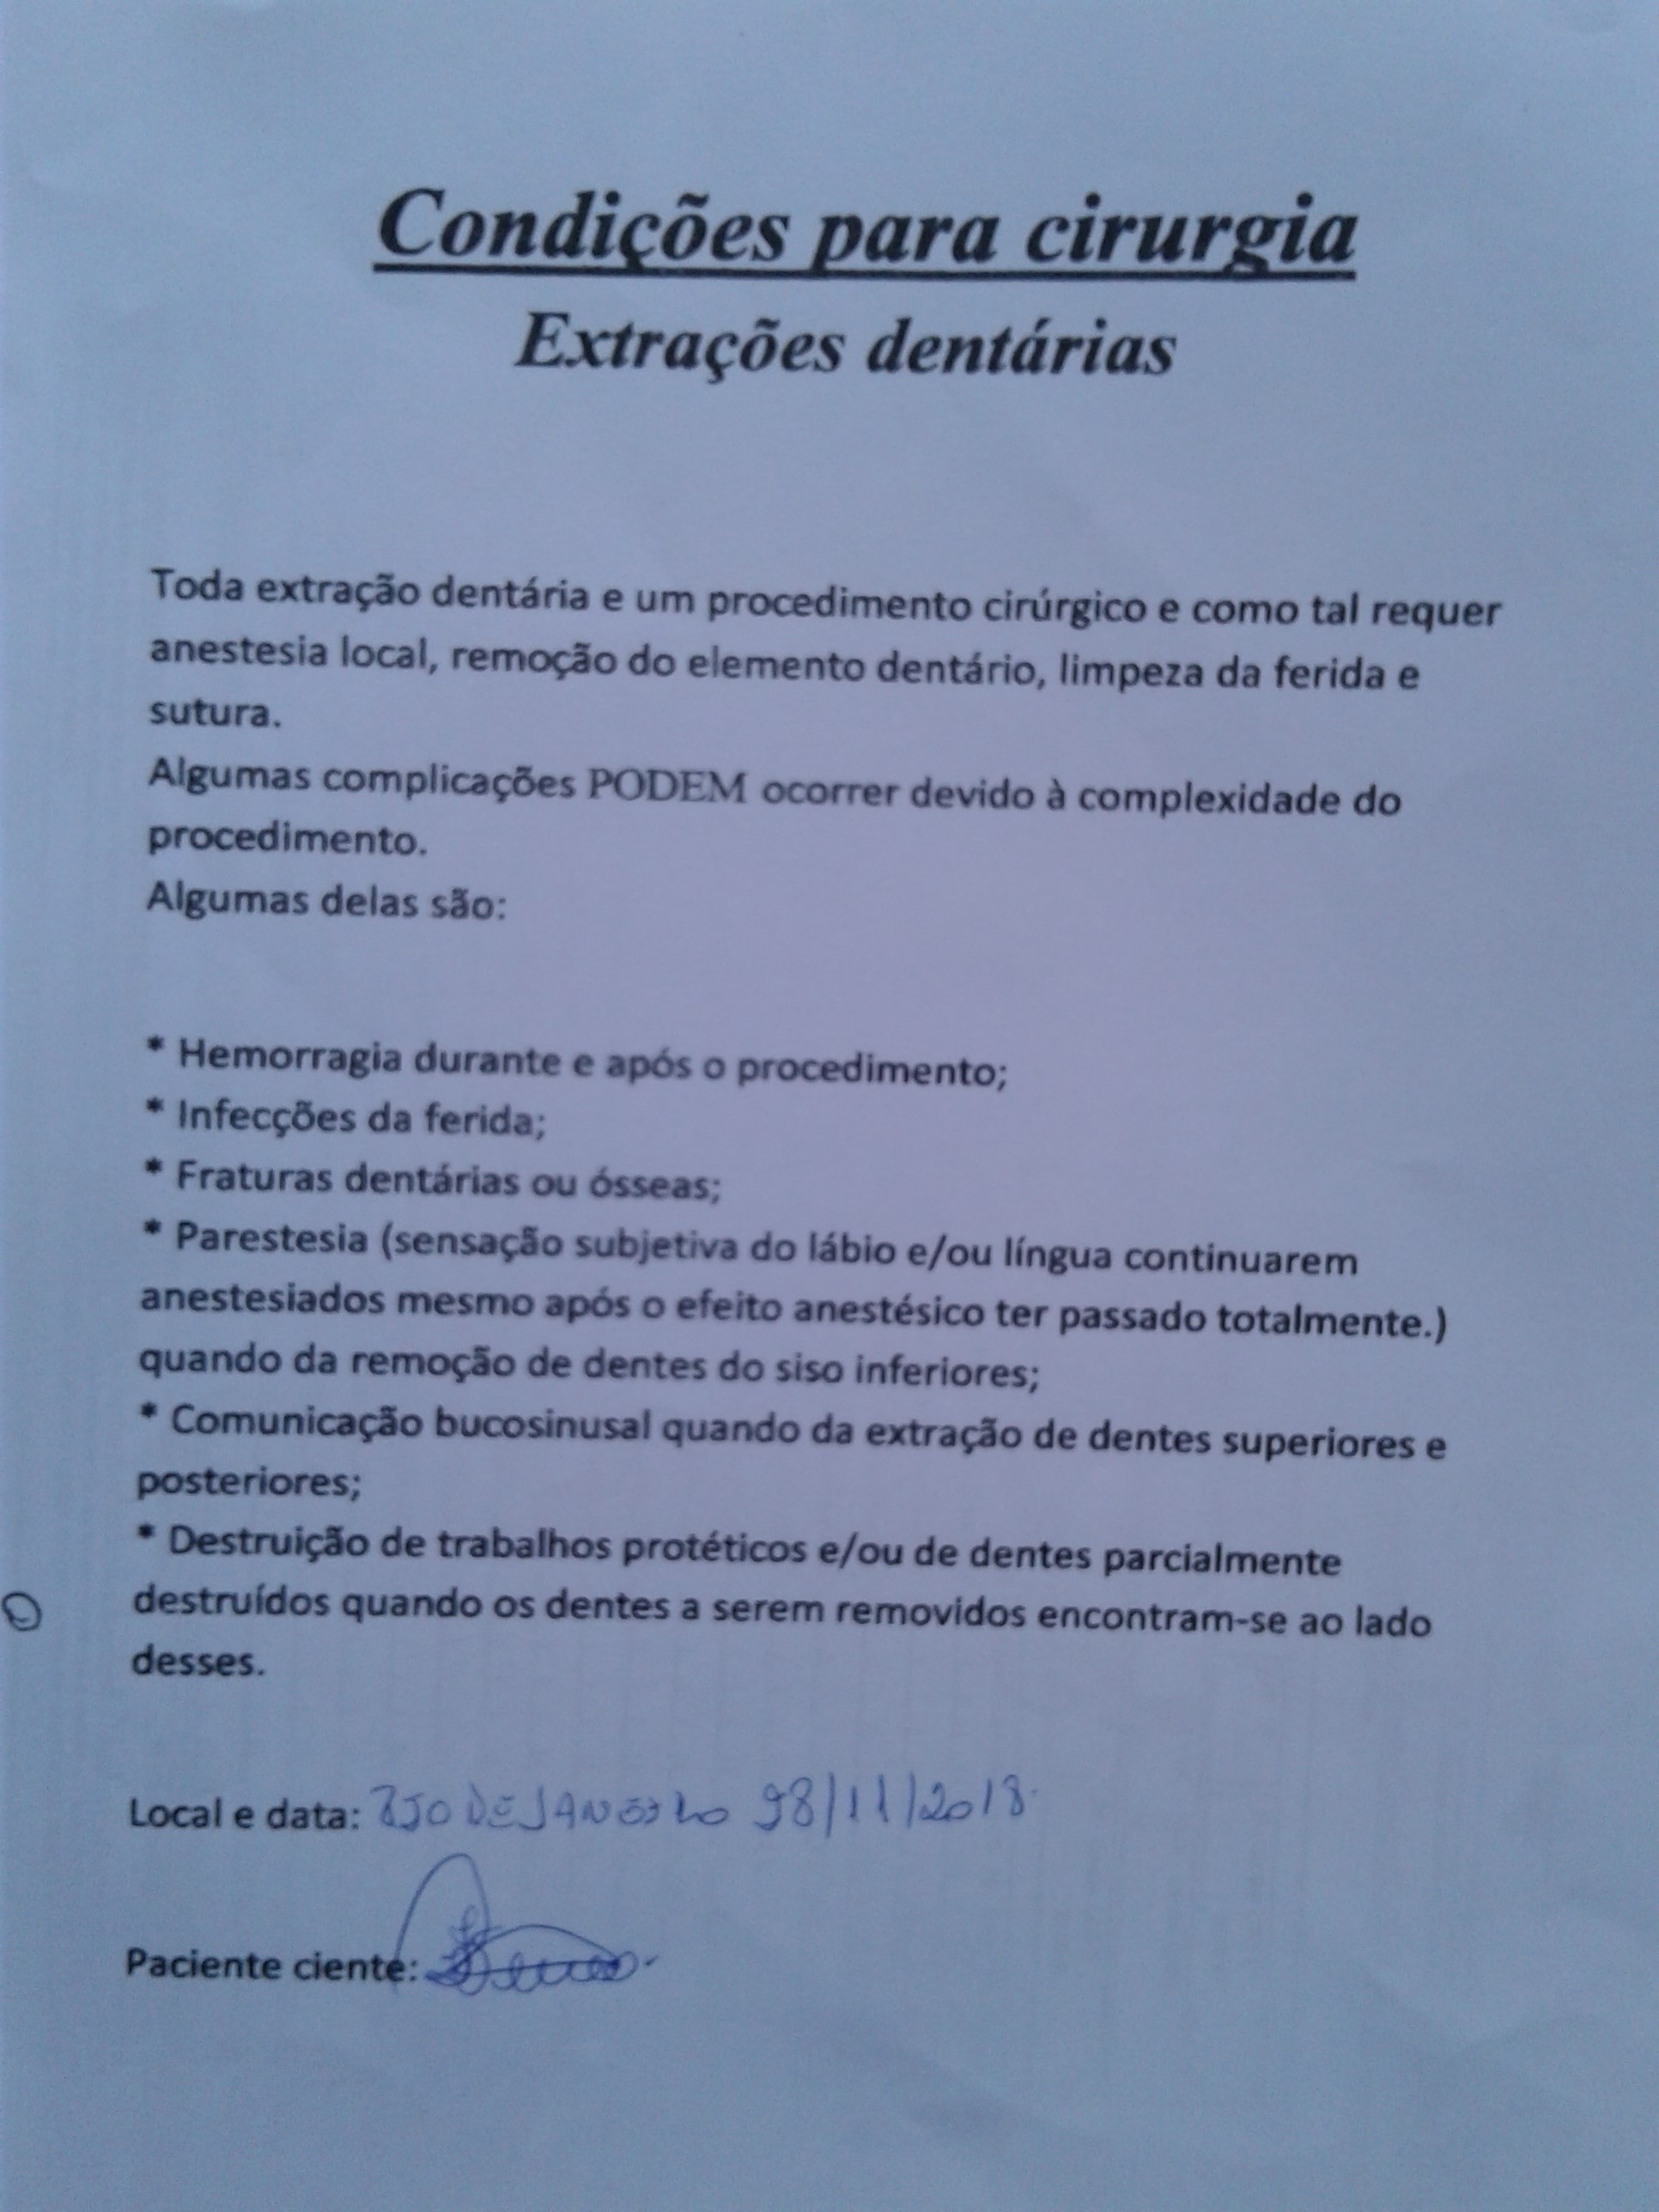 Condições para cirurgia
Extrações dentárias
Toda extração dentária e um procedimento cirúrgico e como tal requer
anestesia local, remoção do elemento dentário, limpeza da ferida e
sutura.
Algumas complicações PODEM ocorrer devido à complexidade do
procedimento.
Algumas delas são:
* Hemorragia durante e após o procedimento;
* Infecções da ferida;
* Fraturas dentárias ou ósseas;
* Parestesia (sensação subjetiva do lábio e/ou língua continuarem
anestesiados mesmo após o efeito anestésico ter passado totalmente.)
quando da remoção de dentes do siso inferiores;
* Comunicação bucosinusal quando da extração de dentes superiores e
posteriores;
* Destruição de trabalhos protéticos e/ou de dentes parcialmente
destruídos quando os dentes a serem removidos encontram-se ao lado
desses.
Local e data: RIO DE JANEIRO /11/2018
Paciente ciente: